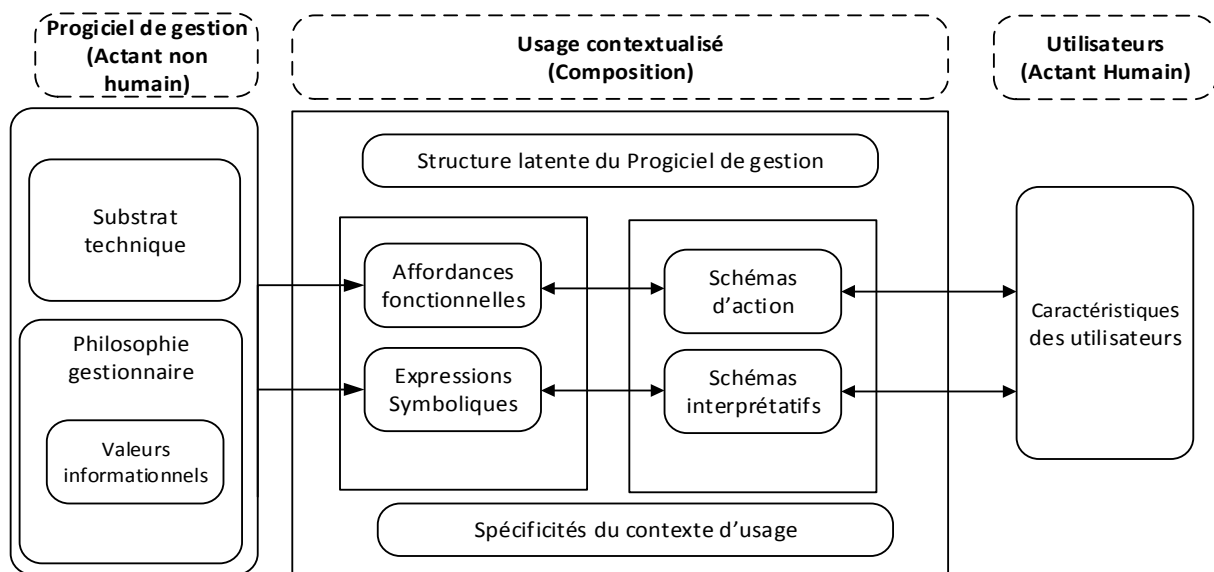 Progiciel de gestion
(Actant non
humain)
Usage contextualisé
(Composition)
Utilisateurs
(Actant Humain)
Structure latente du Progiciel de gestion
Substrat
technique
Affordances
fonctionnelles
Schémas
d’action
Philosophie
gestionnaire
Expressions
Symboliques
Schémas
interprétatifs
Caractéristiques
des utilisateurs
Valeurs
informationnels
Spécificités du contexte d’usage